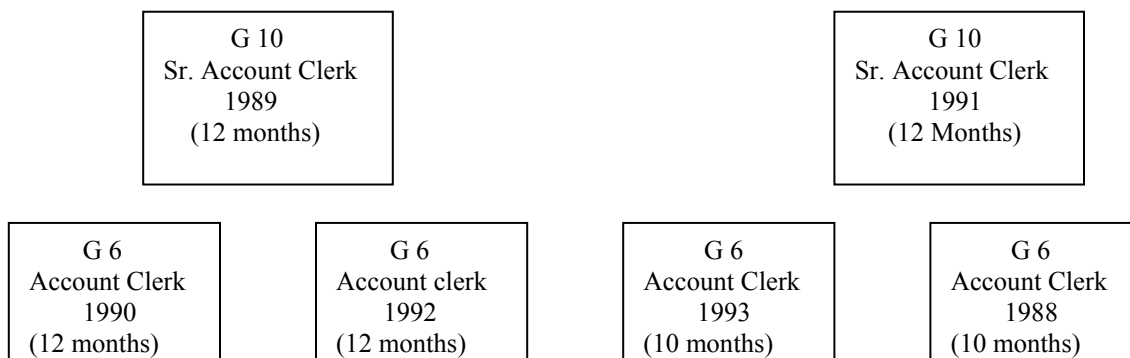 G 10
Sr. Account Clerk
1989
(12 months)
G 10
Sr. Account Clerk
1991
(12 Months)
G 6
Account Clerk
1990
(12 months)
G 6
Account clerk
1992
(12 months)
G 6
Account Clerk
1993
(10 months)
G 6
Account Clerk
1988
(10 months)